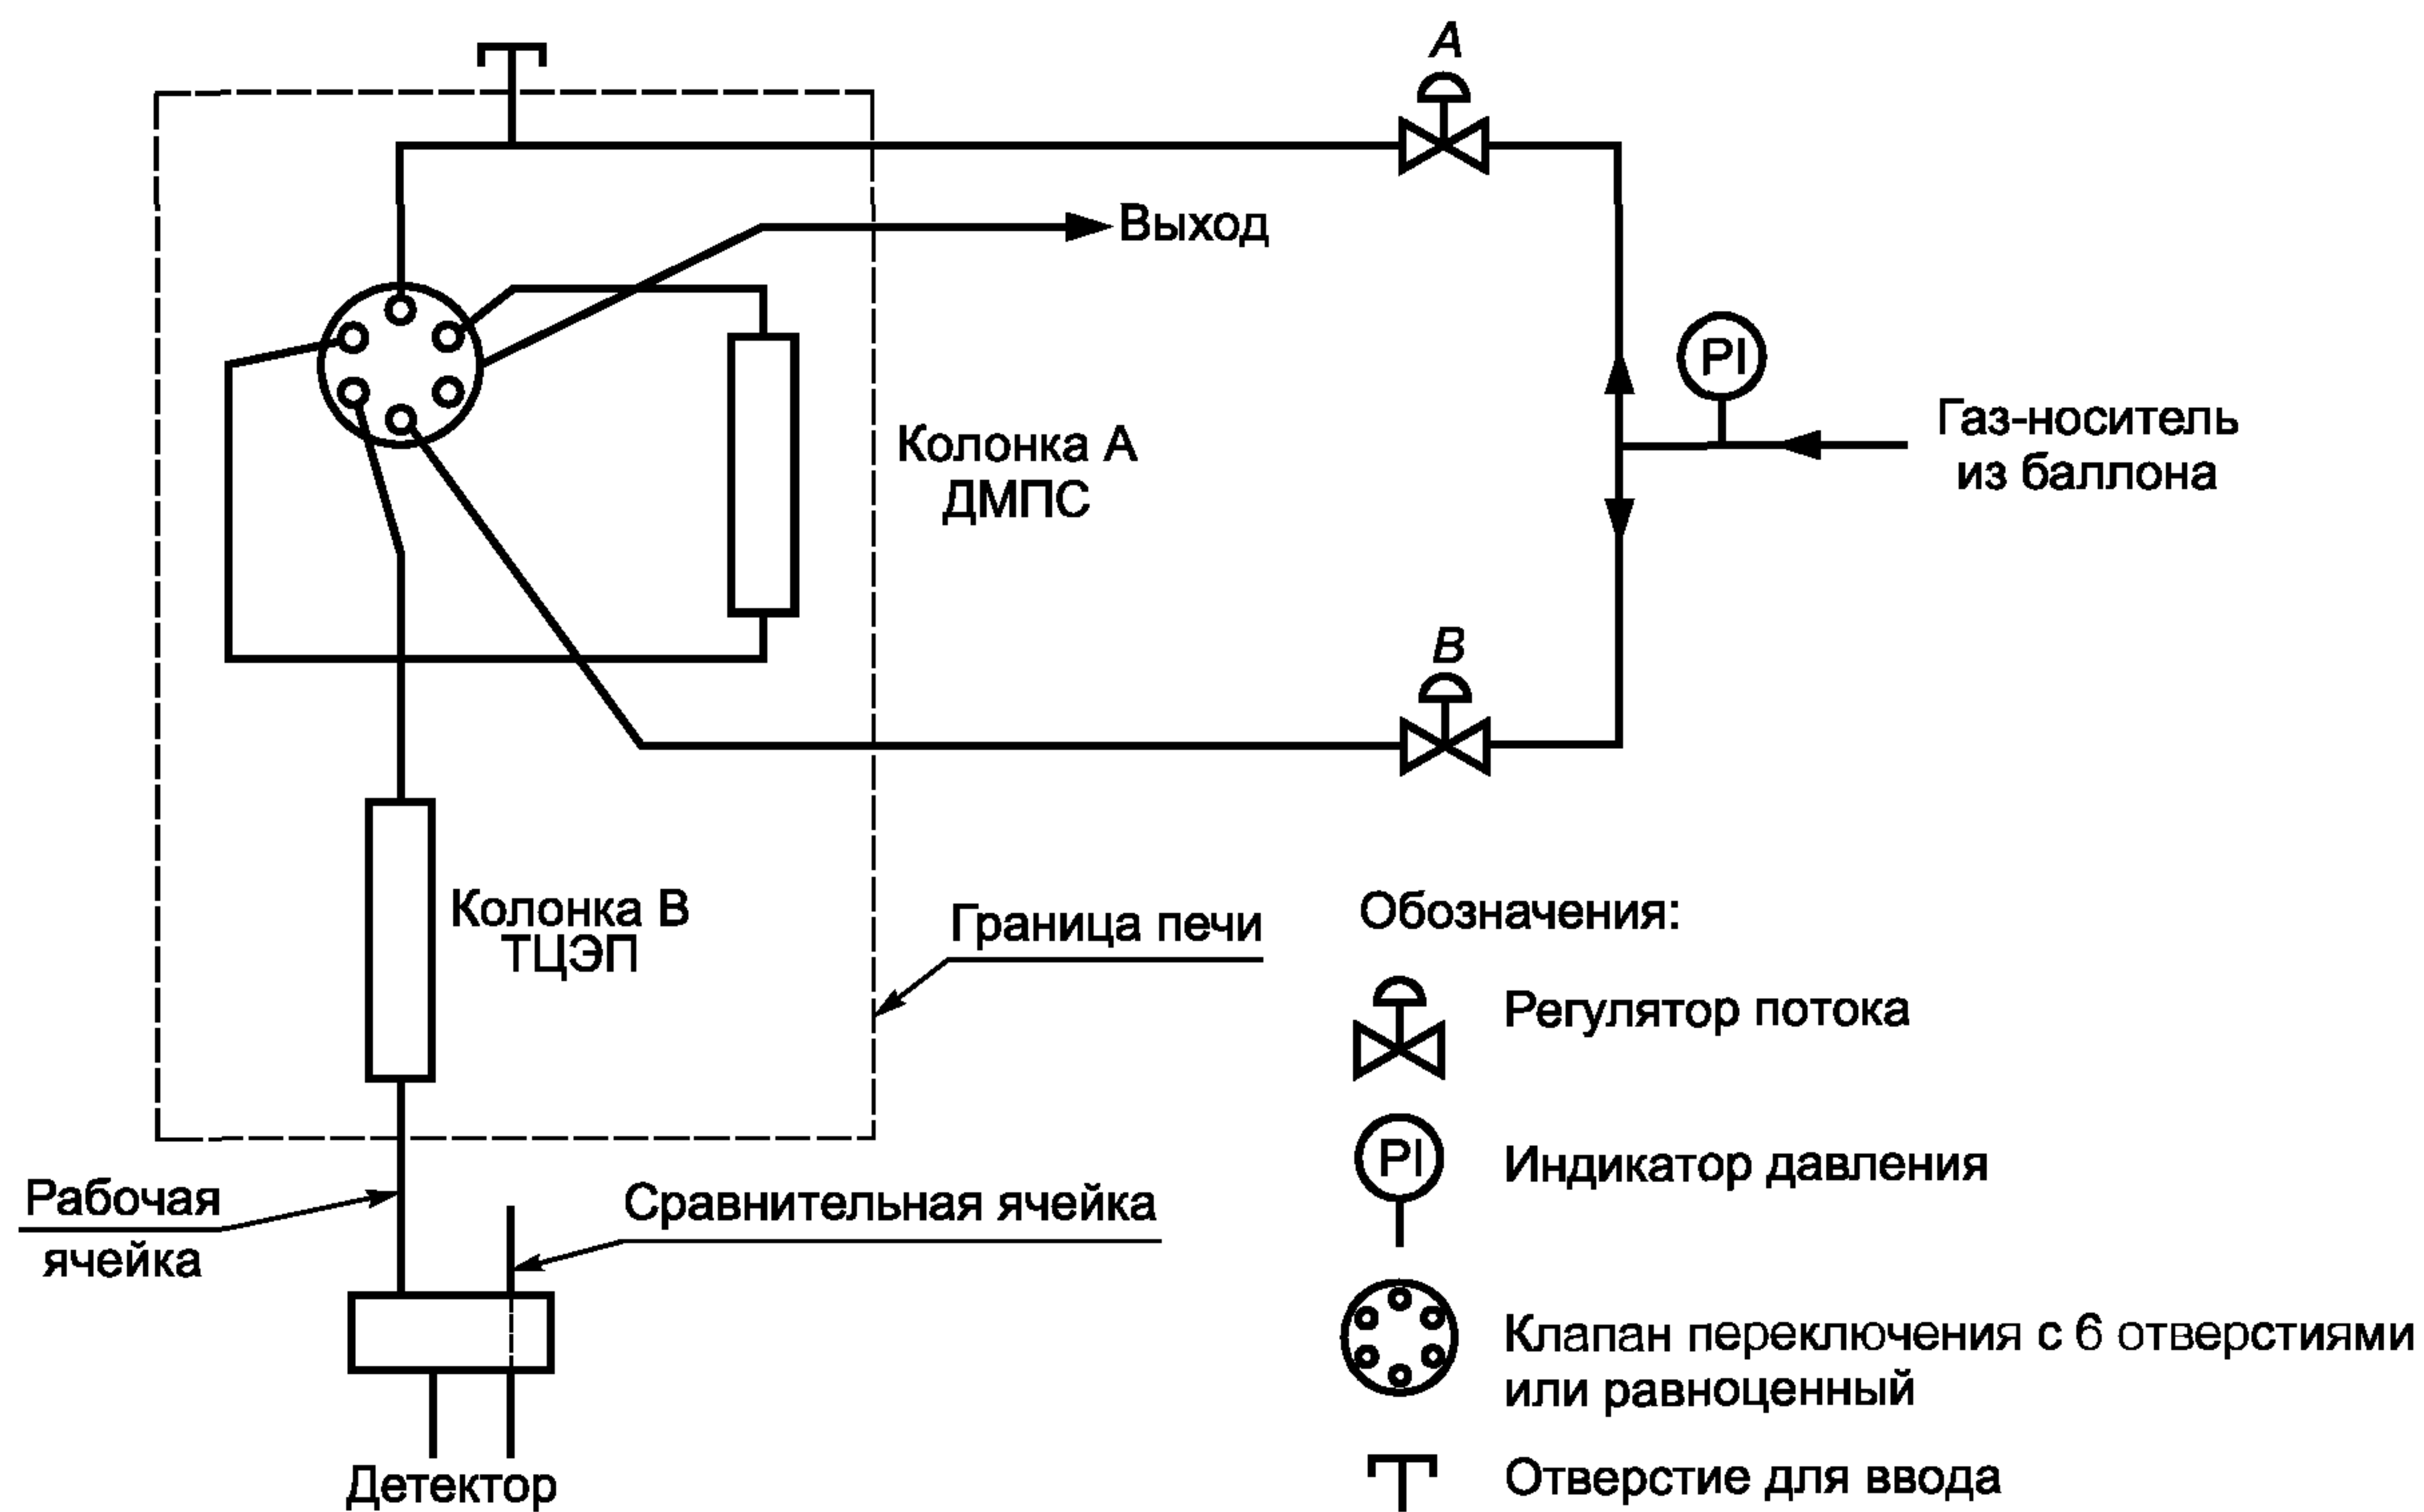 A
Выход
PI
Газ-носитель
из баллона
Колонка А
ДМПС
B
Колонка В
ТЦЭП
Граница печи
Обозначения:
Регулятор потока
PI
Индикатор давления
Рабочая
ячейка
Сравнительная ячейка
Клапан переключения с 6 отверстиями
или равноценный
Детектор
Отверстие для ввода